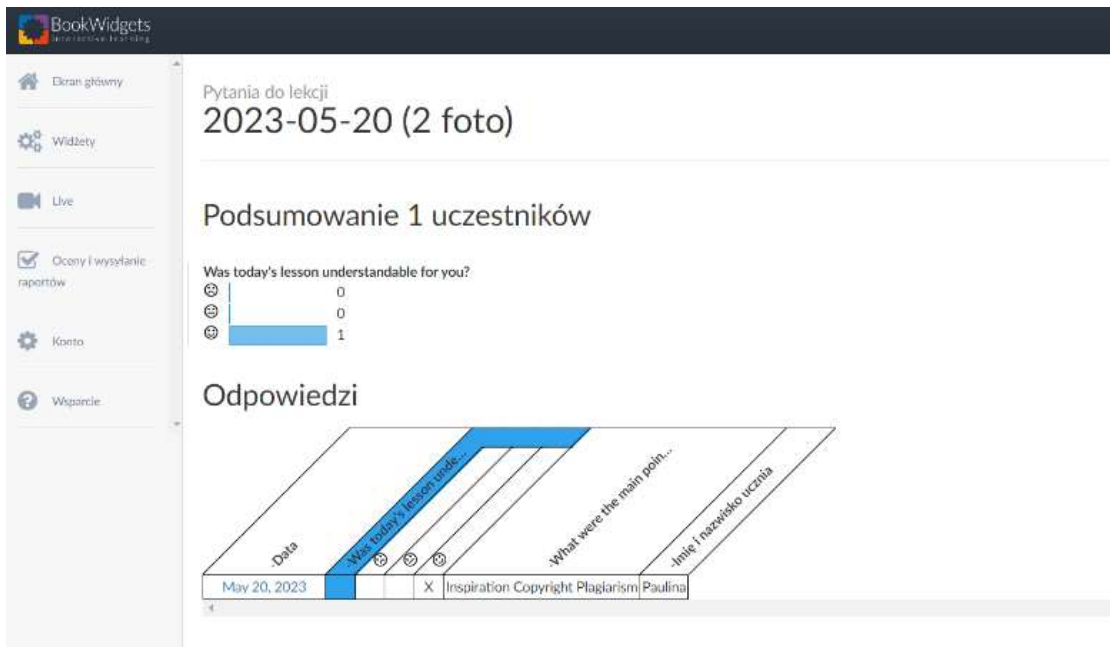 BookWidgets
interactive learning
Ekran główny
Widżety
Live
Oceny i wysyłanie
raportów
Konto
Wsparcie
Pytania do lekcji
2023-05-20 (2 foto)
Podsumowanie 1 uczestników
Was today's lesson understandable for you?
0
0
1
Odpowiedzi
-Data
-Was today's lesson unde...
-What were the main poin...
-Imię i nazwisko ucznia
May 20, 2023 X Inspiration Copyright Plagiarism Paulina